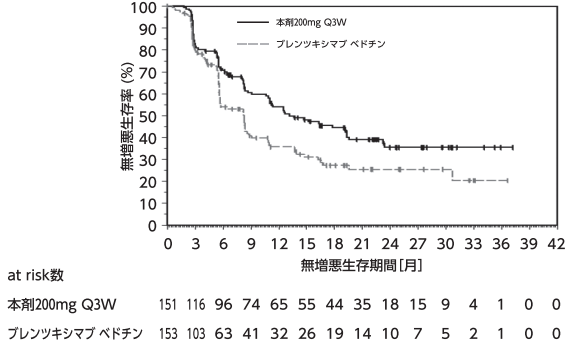 本剤200mg Q3W
ブレンツキシマブ ベドチン
無増悪生存率 (%)
100
90
80
70
60
50
40
30
20
10
0
0 3 6 9 12 15 18 21 24 27 30 33 36 39 42
無増悪生存期間[月]
at risk数
本剤200mg Q3W 151 116 96 74 65 55 44 35 18 15 9 4 1 0 0
ブレンツキシマブ ベドチン 153 103 63 41 32 26 19 14 10 7 5 2 1 0 0